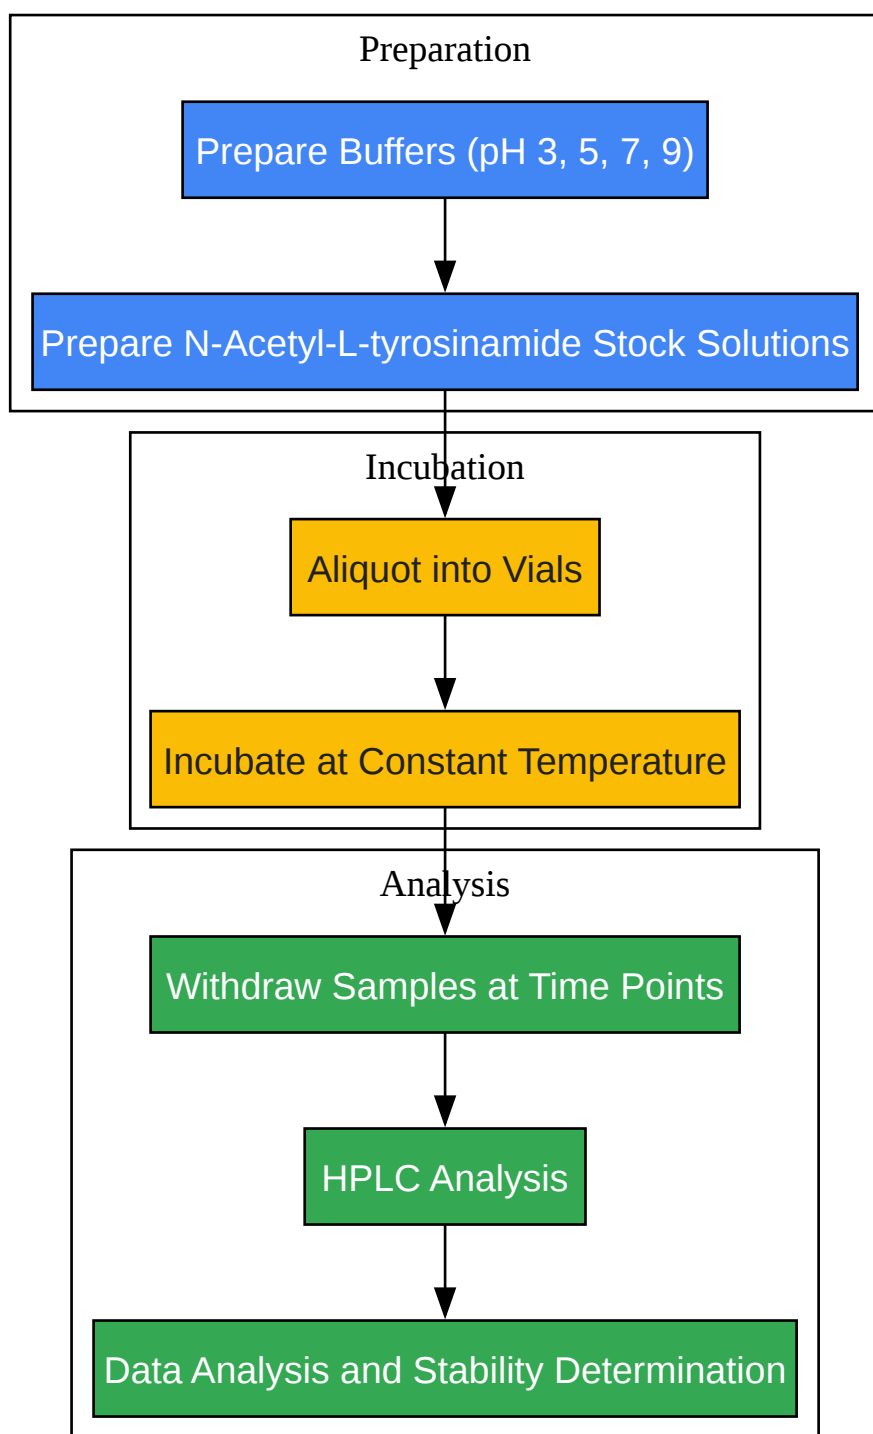 Preparation
Prepare Buffers (pH 3, 5, 7, 9)
Prepare N-Acetyl-L-tyrosinamide Stock Solutions
Incubation
Aliquot into Vials
Incubate at Constant Temperature
Analysis
Withdraw Samples at Time Points
HPLC Analysis
Data Analysis and Stability Determination